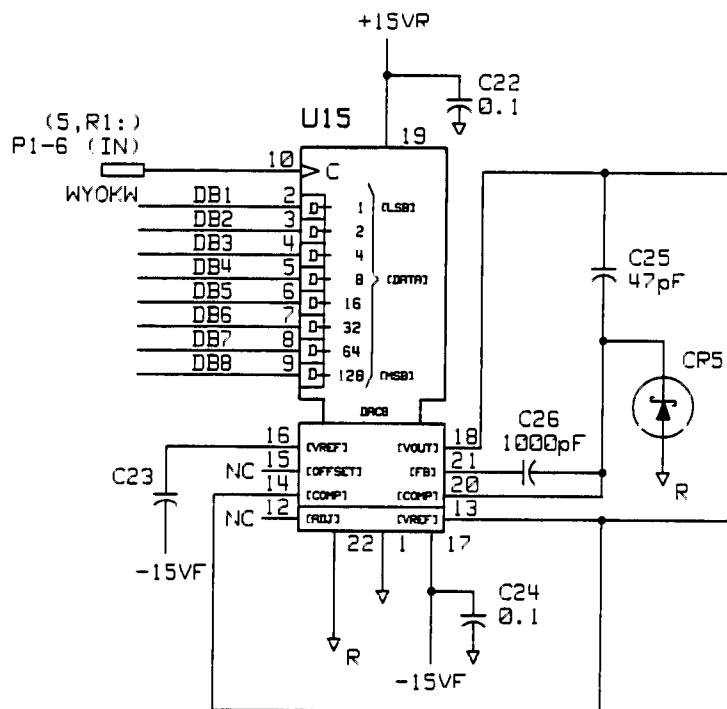 +15VR
C22
0.1
U15
19
(5,R1:)
P1-6 (IN)
10
C
WYOKW
DB1 2 D 1 [LSB]
DB2 3 D 2
DB3 4 D 4
DB4 5 D 8 [DATA]
DB5 6 D 16
DB6 7 D 32
DB7 8 D 64
DB8 9 D 128 [MSB]
C25
47pF
CR5
DAC8
16 [VREF] [VOUT] 18
C26
1000pF
C23
NC 15 [OFFSET] [FB] 21
14 [COMP] [COMP] 20
NC 12 [ADJ] [VREF] 13
R
22 1 17
-15VF
C24
0.1
R
-15VF